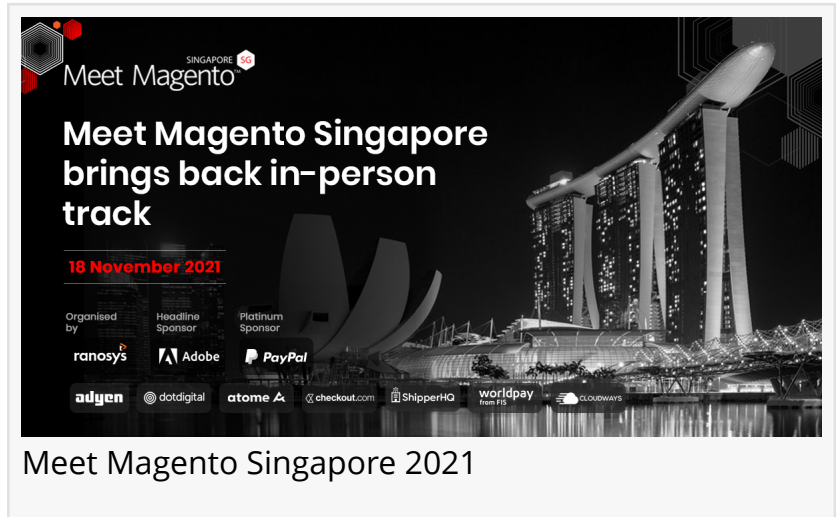 SINGAPORE SG
Meet Magento™
Meet Magento Singapore
brings back in-person
track
18 November 2021
Organised
by
Headline
Sponsor
Platinum
Sponsor
ranosys
Adobe
PayPal
adyen
dotdigital
atome
checkout.com
ShipperHQ
worldpay
from FIS
CLOUDWAYS
Meet Magento Singapore 2021